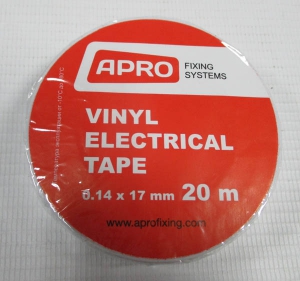 APRO
FIXING
SYSTEMS
VINYL
ELECTRICAL
TAPE
0.14 x 17 mm 20 m
www.aprofixing.com